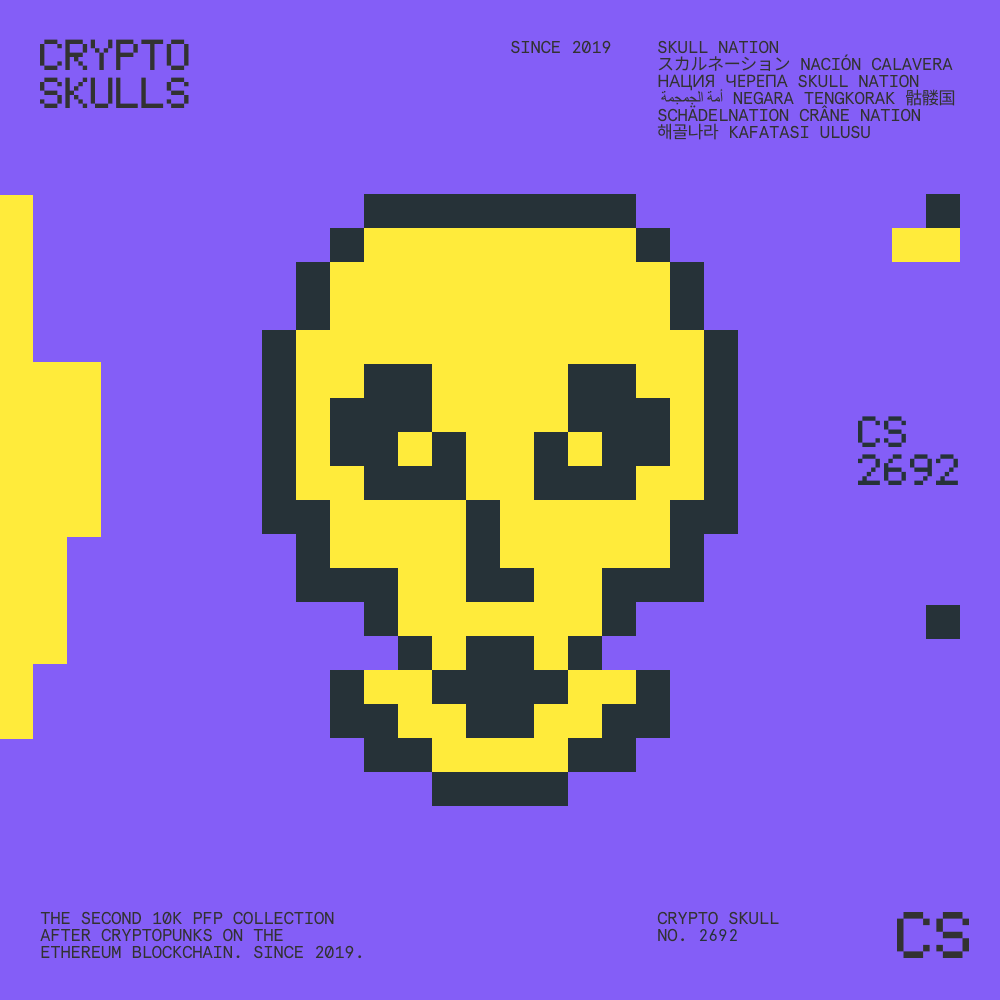 CRYPTO
SKULLS
SINCE 2019
SKULL NATION
スカルネーション NACIÓN CALAVERA
НАЦИЯ ЧЕРЕПА SKULL NATION
أمة الجمجمة NEGARA TENGKORAK 骷髅国
SCHÄDELNATION CRÂNE NATION
해골나라 KAFATASI ULUSU
CS
2692
THE SECOND 10K PFP COLLECTION
AFTER CRYPTOPUNKS ON THE
ETHEREUM BLOCKCHAIN. SINCE 2019.
CRYPTO SKULL
NO. 2692
CS